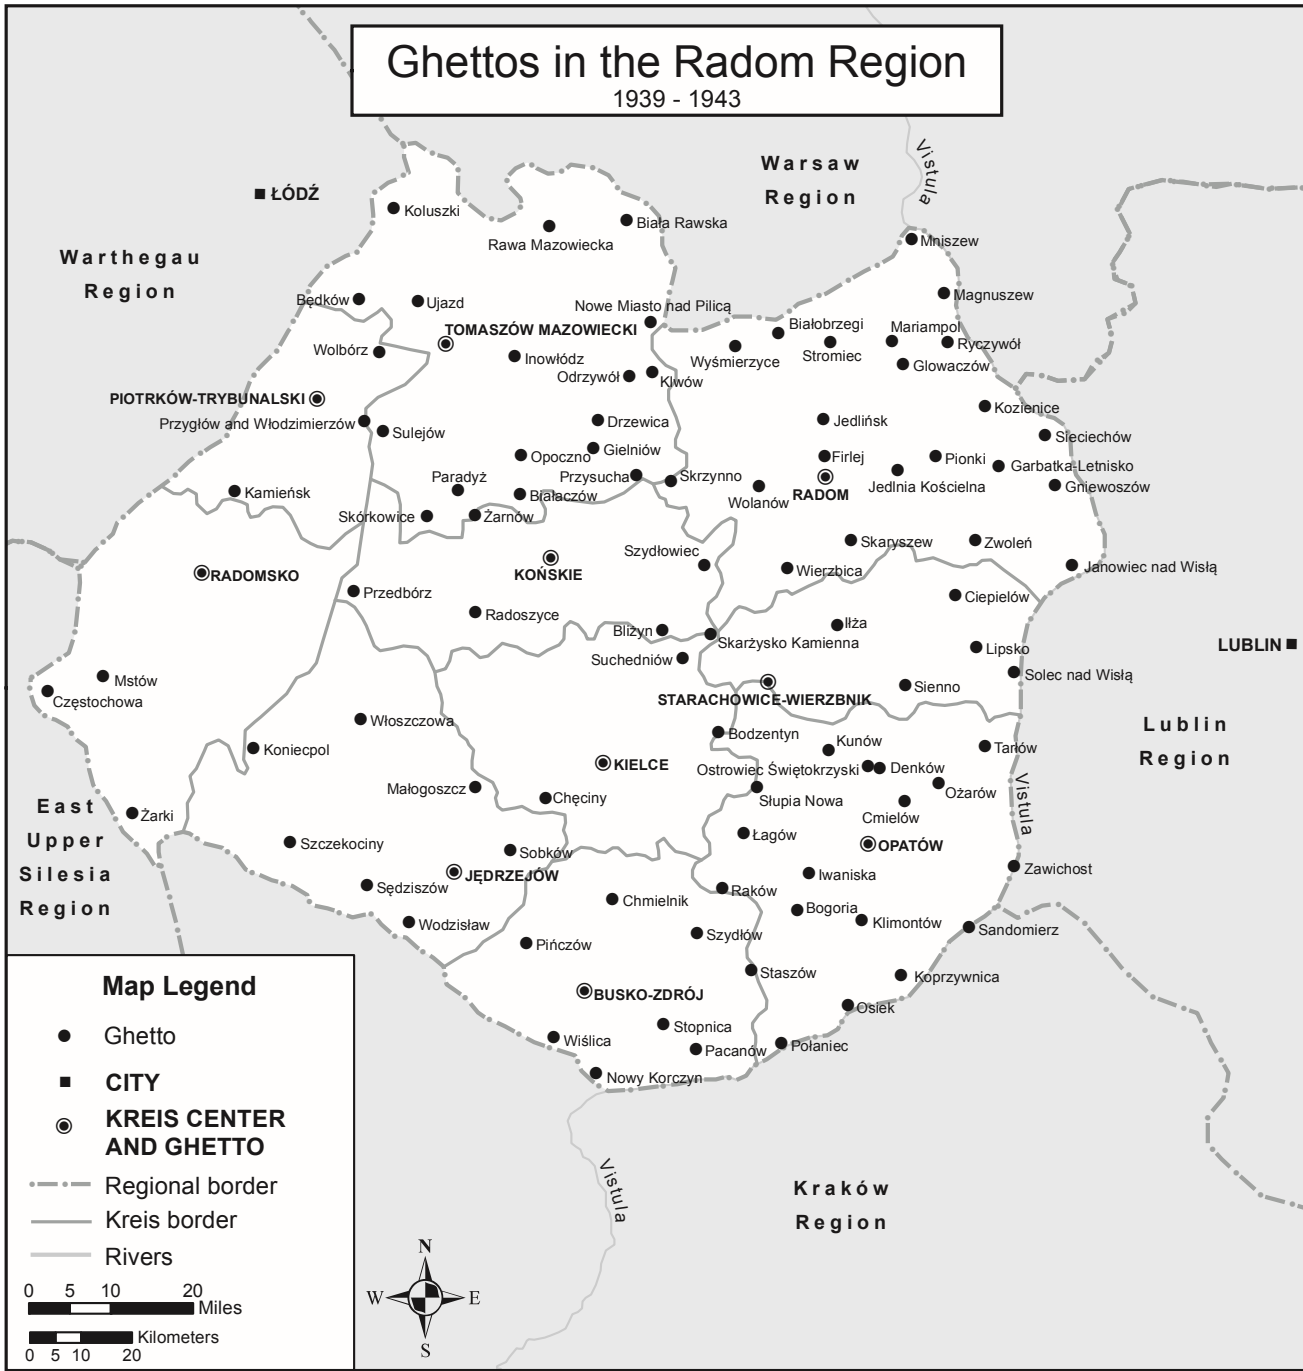 Ghettos in the Radom Region
1939 - 1943
Vistula
Warsaw
Region
ŁÓDŹ
Koluszki
Biała Rawska
Rawa Mazowiecka
Mniszew
Warthegau
Region
Będków
Ujazd
Nowe Miasto nad Pilicą
Magnuszew
TOMASZÓW MAZOWIECKI
Białobrzegi
Mariampol
Wolbórz
Inowłódz
Wyśmierzyce
Stromiec
Ryczywół
Glowaczów
Odrzywół
Klwów
PIOTRKÓW-TRYBUNALSKI
Kozienice
Przygłów and Włodzimierzów
Sulejów
Drzewica
Jedlińsk
Sieciechów
Opoczno
Gielniów
Firlej
Pionki
Garbatka-Letnisko
Paradyż
Przysucha
Skrzynno
Jedlnia Kościelna
Gniewoszów
Kamieńsk
Białaczów
Wolanów
RADOM
Skórkowice
Żarnów
Szydłowiec
Skaryszew
Zwoleń
RADOMSKO
KOŃSKIE
Wierzbica
Janowiec nad Wisłą
Przedbórz
Ciepielów
Radoszyce
Bliżyn
Iłża
Skarżysko Kamienna
LUBLIN
Suchedniów
Lipsko
Mstów
Solec nad Wisłą
Częstochowa
STARACHOWICE-WIERZBNIK
Sienno
Włoszczowa
Bodzentyn
Kunów
Tarłów
Lublin
Region
Koniecpol
KIELCE
Ostrowiec Świętokrzyski
Denków
Małogoszcz
Chęciny
Słupia Nowa
Ożarów
Cmielów
Vistula
East
Upper
Silesia
Region
Żarki
Szczekociny
Sobków
Łagów
OPATÓW
JĘDRZEJÓW
Iwaniska
Zawichost
Sędziszów
Chmielnik
Raków
Bogoria
Klimontów
Wodzisław
Sandomierz
Pińczów
Szydłów
Staszów
Koprzywnica
BUSKO-ZDRÓJ
Osiek
Stopnica
Wiślica
Pacanów
Połaniec
Nowy Korczyn
Vistula
Kraków
Region
Map Legend
Ghetto
CITY
KREIS CENTER
AND GHETTO
Regional border
Kreis border
Rivers
0 5 10 20
Miles
Kilometers
0 5 10 20
N
W E
S